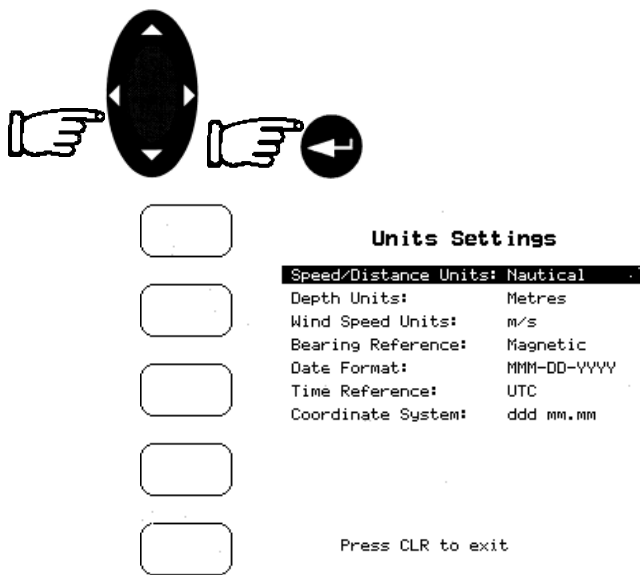 Units Settings
Speed/Distance Units: Nautical
Depth Units: Metres
Wind Speed Units: m/s
Bearing Reference: Magnetic
Date Format: MMM-DD-YYYY
Time Reference: UTC
Coordinate System: ddd mm.mm
Press CLR to exit